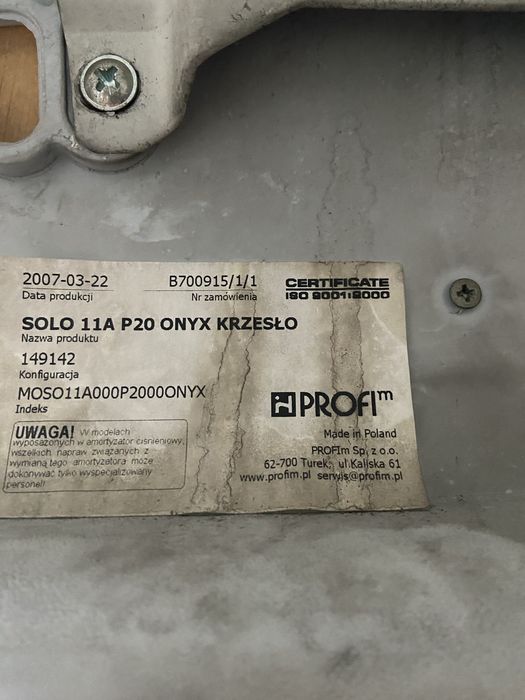 2007-03-22
Data produkcji
B700915/1/1
Nr zamówienia
CERTIFICATE
ISO 9001:2000
SOLO 11A P20 ONYX KRZESŁO
Nazwa produktu
149142
Konfiguracja
MOSO11A000P2000ONYX
Indeks
UWAGA! W modelach
wyposażonych w amortyzator ciśnieniowy,
wszelkich napraw związanych z
wymianą tego amortyzatora może
dokonywać tylko wyspecjalizowany
personel!
PROFIm
Made in Poland
PROFIm Sp. z o.o.
62-700 Turek, ul.Kaliska 61
www.profim.pl serwis@profim.pl